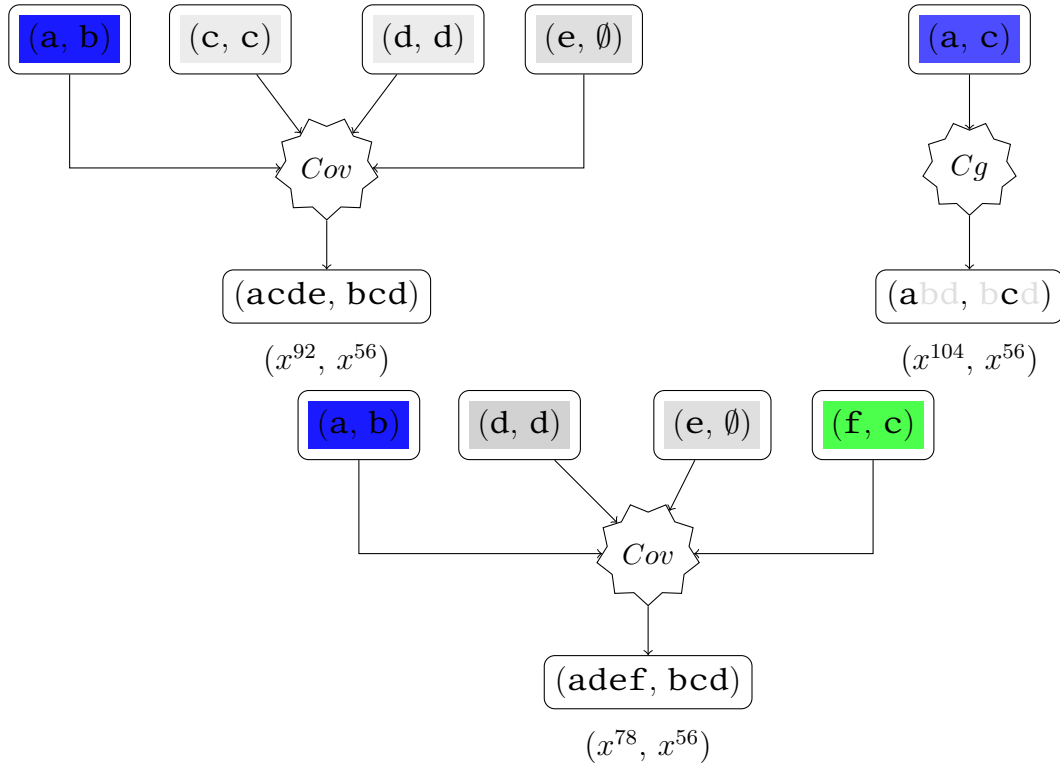 (a, b) (c, c) (d, d) (e, ∅) (a, c)
Cov Cg
(acde, bcd) (abd, bcd)
(x^92, x^56) (x^104, x^56)
(a, b) (d, d) (e, ∅) (f, c)
Cov
(adef, bcd)
(x^78, x^56)